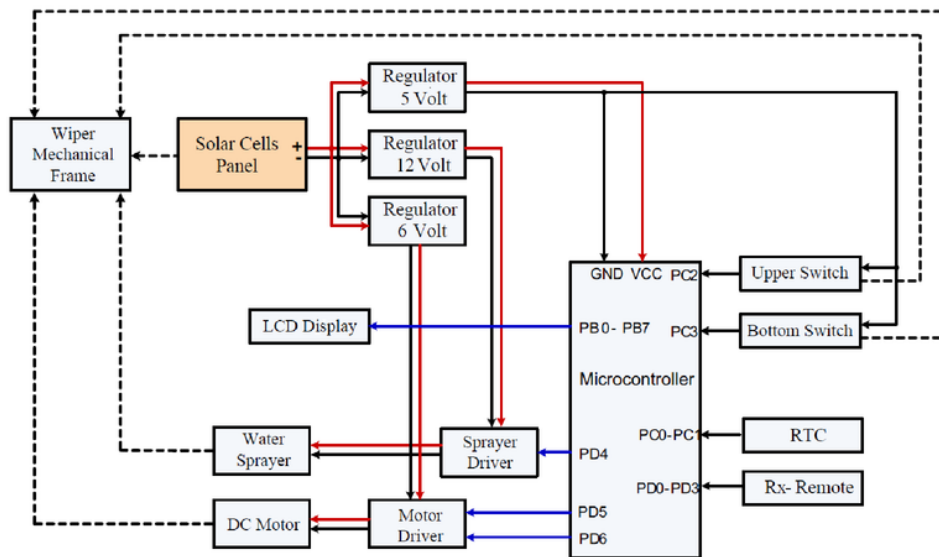 Regulator
5 Volt
Wiper
Mechanical
Frame
Solar Cells
Panel
+
-
Regulator
12 Volt
Regulator
6 Volt
GND VCC PC2
Upper Switch
LCD Display
PB0- PB7
PC3
Bottom Switch
Microcontroller
Water
Sprayer
Sprayer
Driver
PD4
PC0-PC1
RTC
PD0-PD3
Rx- Remote
DC Motor
Motor
Driver
PD5
PD6